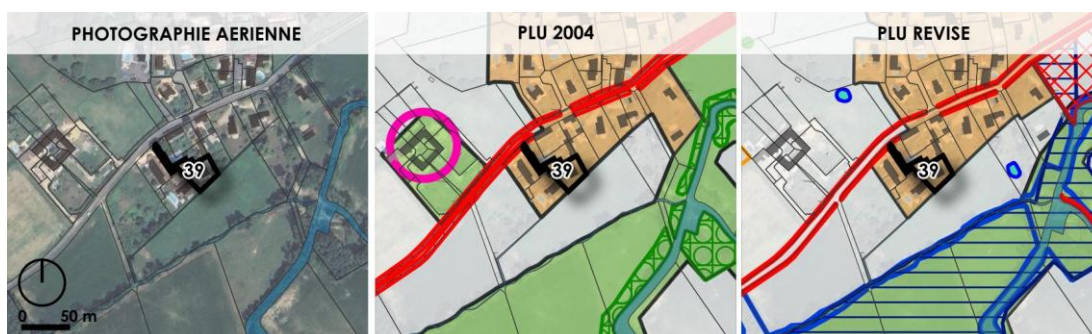 PHOTOGRAPHIE AERIENNE
PLU 2004
PLU REVISE
39
39
39
0 50 m